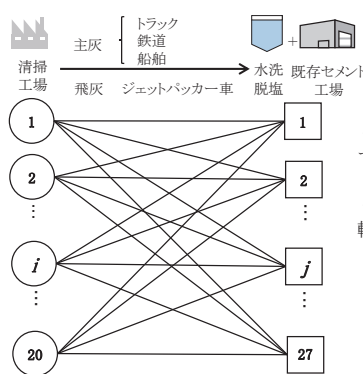 清掃
工場
主灰
トラック
鉄道
船舶
飛灰 ジェットパッカー車
+
水洗
脱塩
既存セメント
工場
1
1
2
2
⋮
⋮
i
j
⋮
⋮
20
27